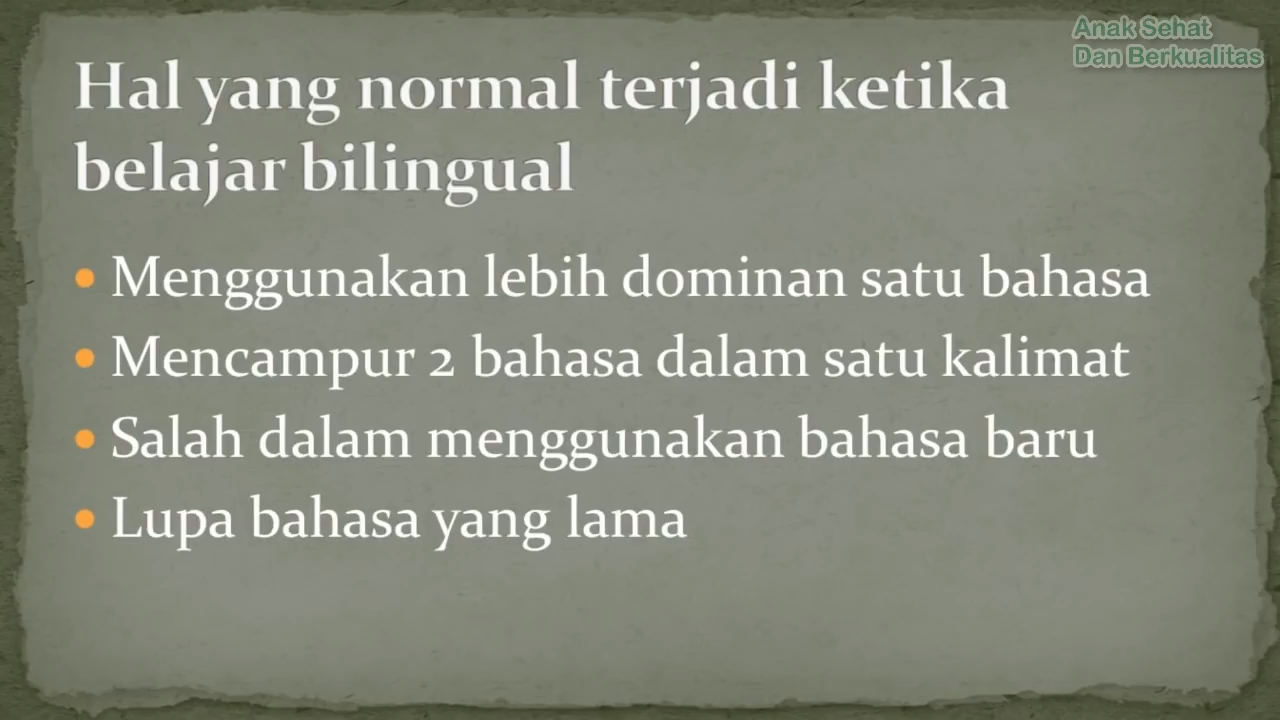 Anak Sehat
Dan Berkualitas
Hal yang normal terjadi ketika
belajar bilingual
• Menggunakan lebih dominan satu bahasa
• Mencampur 2 bahasa dalam satu kalimat
• Salah dalam menggunakan bahasa baru
• Lupa bahasa yang lama